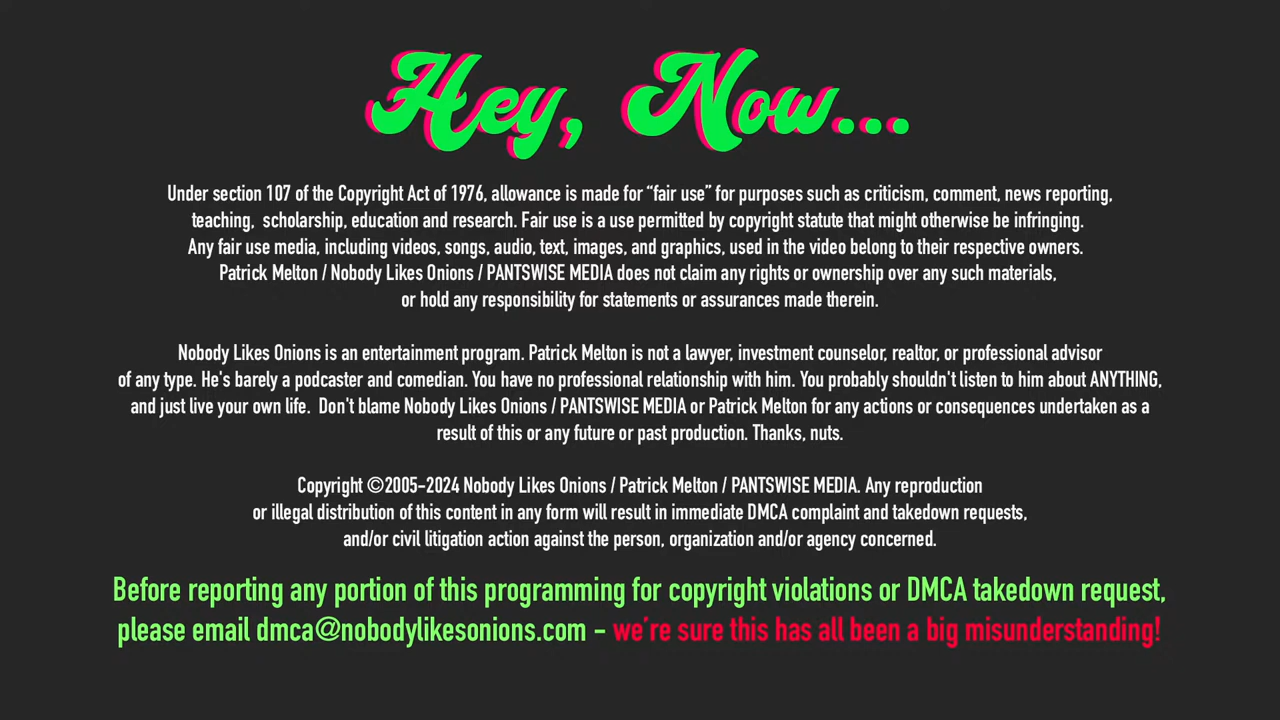 Hey, Now...
Under section 107 of the Copyright Act of 1976, allowance is made for “fair use” for purposes such as criticism, comment, news reporting,
teaching,  scholarship, education and research. Fair use is a use permitted by copyright statute that might otherwise be infringing.
Any fair use media, including videos, songs, audio, text, images, and graphics, used in the video belong to their respective owners.
Patrick Melton / Nobody Likes Onions / PANTSWISE MEDIA does not claim any rights or ownership over any such materials,
or hold any responsibility for statements or assurances made therein.
Nobody Likes Onions is an entertainment program. Patrick Melton is not a lawyer, investment counselor, realtor, or professional advisor
of any type. He's barely a podcaster and comedian. You have no professional relationship with him. You probably shouldn't listen to him about ANYTHING,
and just live your own life.  Don't blame Nobody Likes Onions / PANTSWISE MEDIA or Patrick Melton for any actions or consequences undertaken as a
result of this or any future or past production. Thanks, nuts.
Copyright ©2005-2024 Nobody Likes Onions / Patrick Melton / PANTSWISE MEDIA. Any reproduction
or illegal distribution of this content in any form will result in immediate DMCA complaint and takedown requests,
and/or civil litigation action against the person, organization and/or agency concerned.
Before reporting any portion of this programming for copyright violations or DMCA takedown request,
please email dmca@nobodylikesonions.com - we're sure this has all been a big misunderstanding!